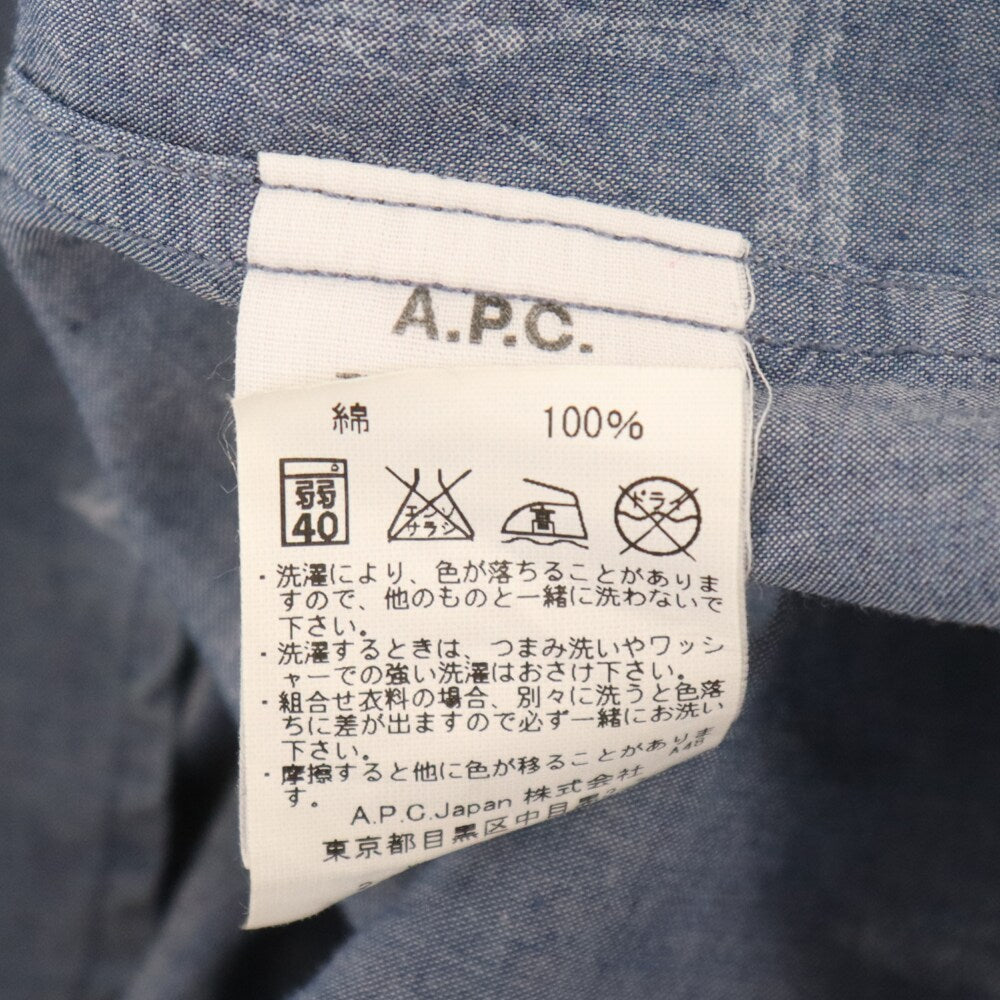 A.P.C.
綿 100%
弱 エンソ 高 ドライ
40 サラシ
・洗濯により、色が落ちることがありま
すので、他のものと一緒に洗わないで
下さい。
・洗濯するときは、つまみ洗いやワッシ
ャーでの強い洗濯はおさけ下さい。
・組合せ衣料の場合、別々に洗うと色落
ちに差が出ますので必ず一緒にお洗い
下さい。
・摩擦すると他に色が移ることがありま
す。 A48
A.P.C.Japan 株式会社
東京都目黒区中目黒